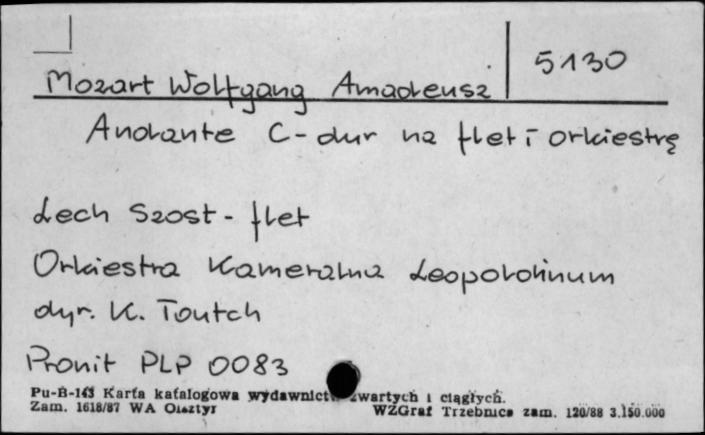 5130
Mozart Wolfgang Amadeusz
Andante C-dur na flet i orkiestrę
Lech Szost - flet
Orkiestra Kameralna Leopoldinum
dyr. K. Toutch
Pronit PLP 0083
Pu-B-143 Karta katalogowa wydawnictw zwartych i ciągłych.
Zam. 1618/87 WA Olsztyn WZGraf Trzebnica zam. 120/88 3.150.000